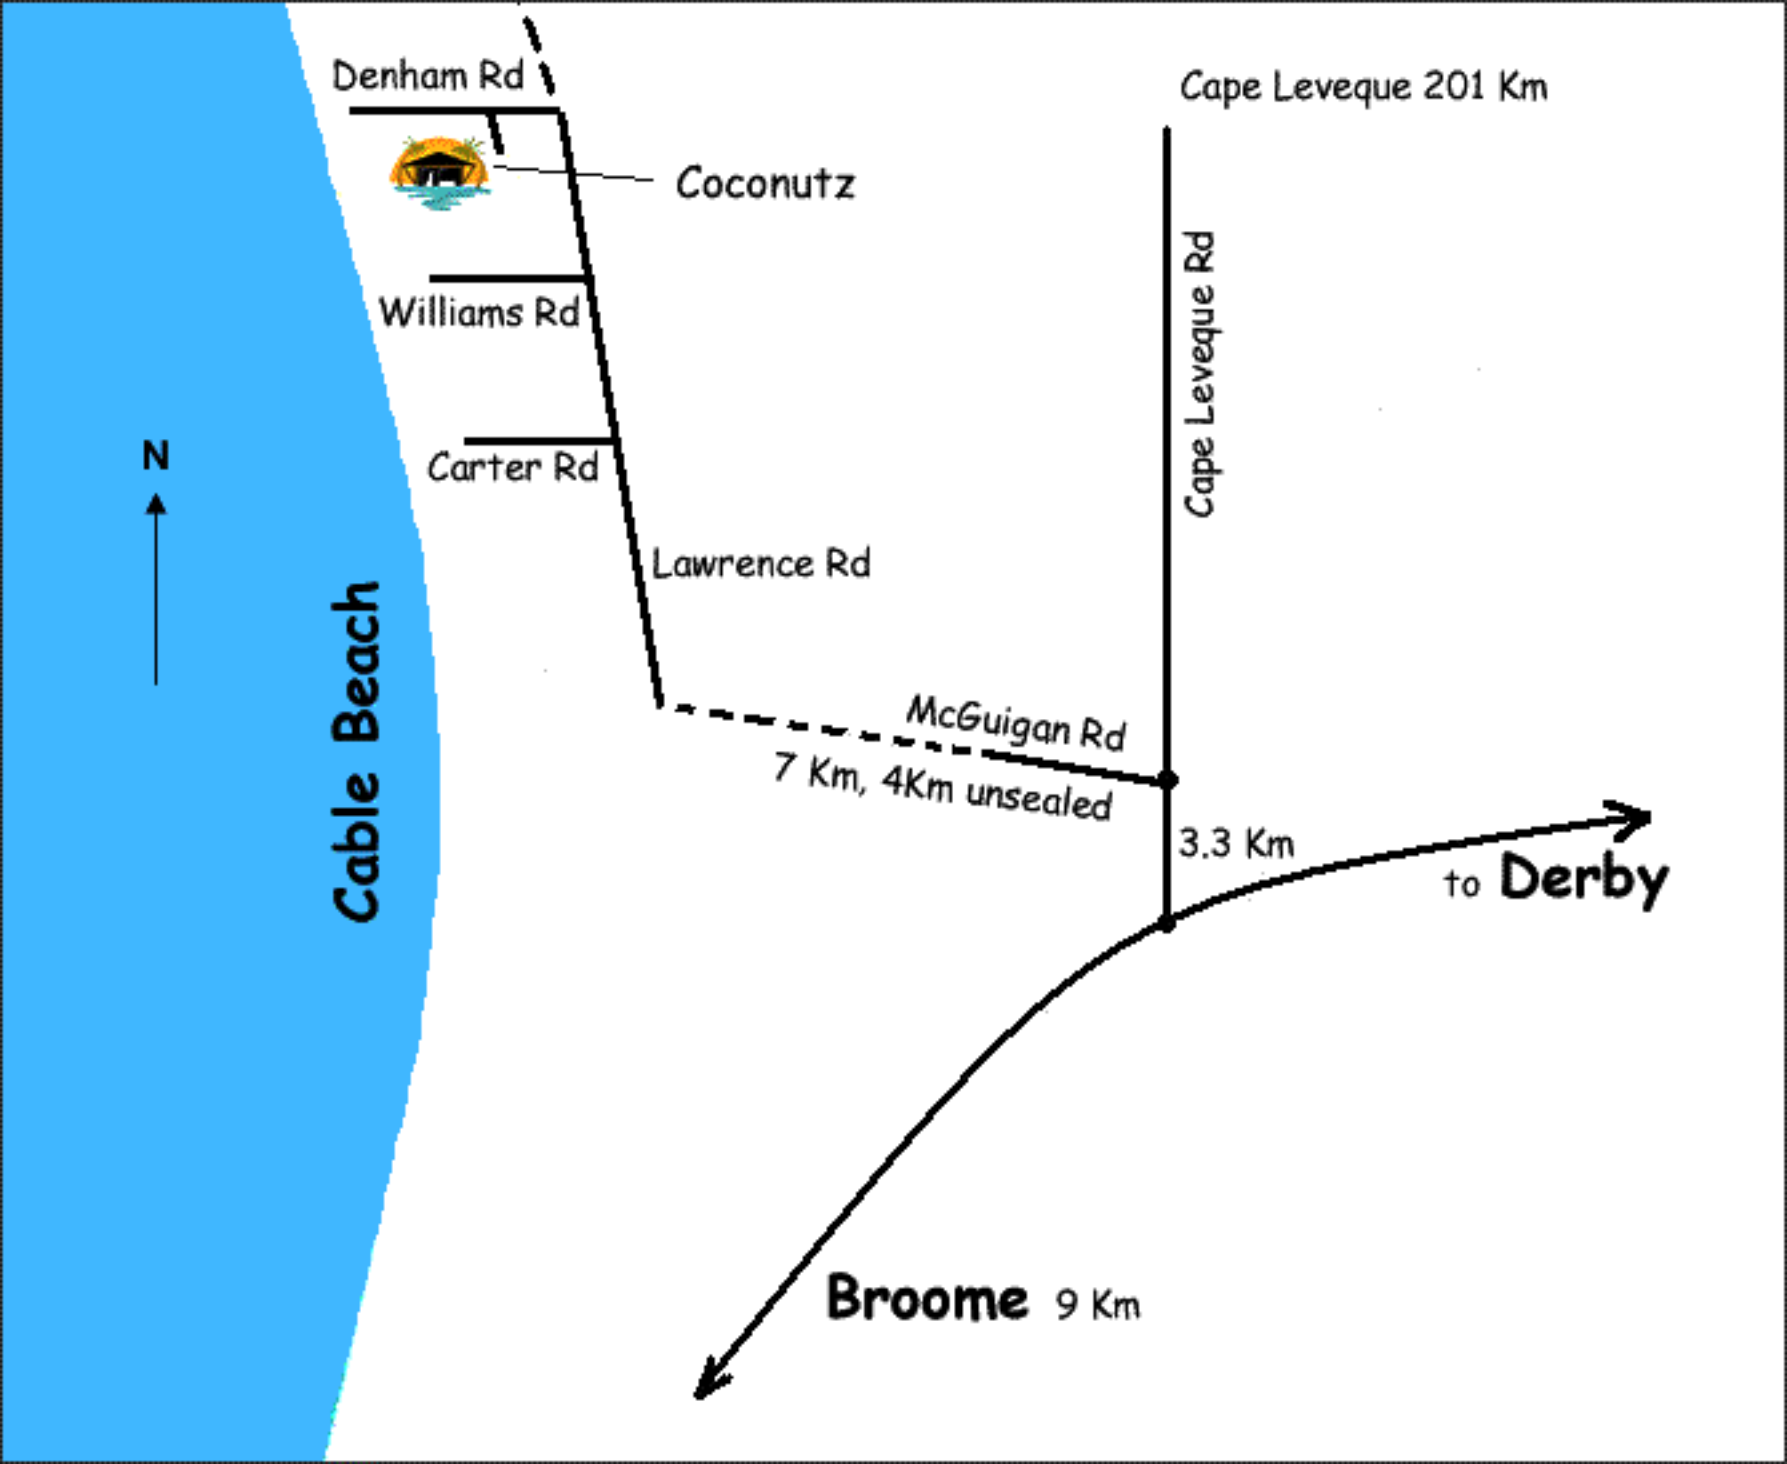 Denham Rd
Cape Leveque 201 Km
Coconutz
Cape Leveque Rd
Williams Rd
N
Carter Rd
Lawrence Rd
Cable Beach
McGuigan Rd
7 Km, 4Km unsealed
3.3 Km
to Derby
Broome 9 Km